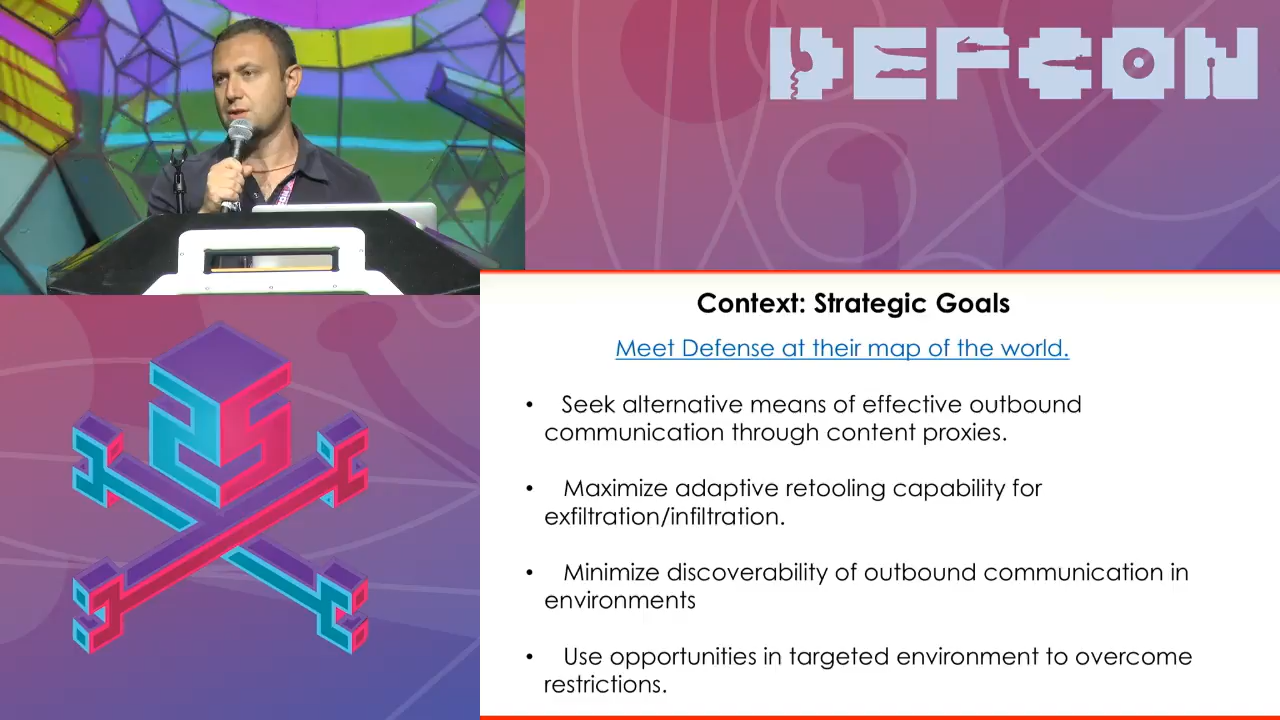 DEFCON
Context: Strategic Goals
Meet Defense at their map of the world.
• Seek alternative means of effective outbound
communication through content proxies.
• Maximize adaptive retooling capability for
exfiltration/infiltration.
• Minimize discoverability of outbound communication in
environments
• Use opportunities in targeted environment to overcome
restrictions.